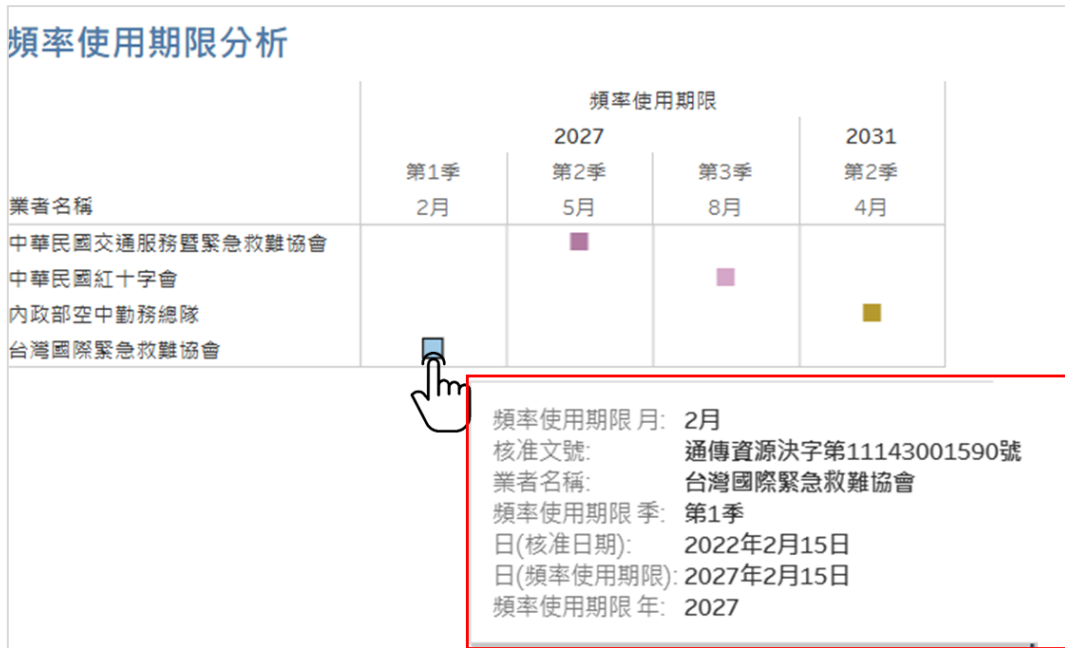 頻率使用期限分析
頻率使用期限
2027 2031
第1季 第2季 第3季 第2季
業者名稱 2月 5月 8月 4月
中華民國交通服務暨緊急救難協會
中華民國紅十字會
內政部空中勤務總隊
台灣國際緊急救難協會
頻率使用期限 月: 2月
核准文號: 通傳資源決字第11143001590號
業者名稱: 台灣國際緊急救難協會
頻率使用期限 季: 第1季
日(核准日期): 2022年2月15日
日(頻率使用期限): 2027年2月15日
頻率使用期限 年: 2027